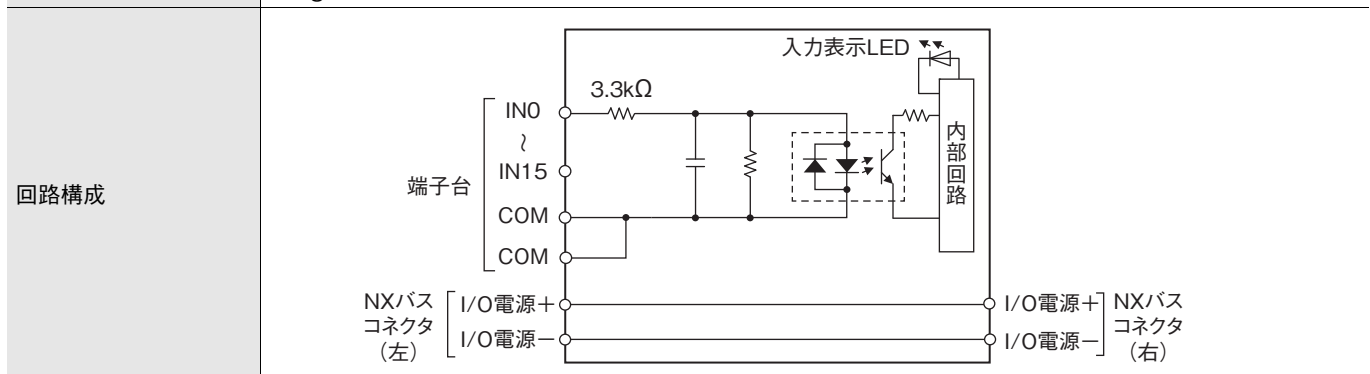 回路構成
入力表示LED
3.3kΩ
IN0
~
IN15
COM
COM
端子台
内部回路
NXバス
コネクタ
(左)
I/O電源+
I/O電源−
I/O電源+
I/O電源−
NXバス
コネクタ
(右)